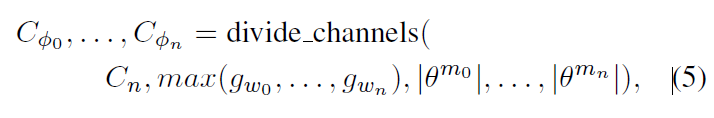 C_{ϕ_0}, . . . , C_{ϕ_n} = divide_channels(
C_n, max(g_{w_0}, . . . , g_{w_n}), |θ^{m_0}|, . . . , |θ^{m_n}|), (5)